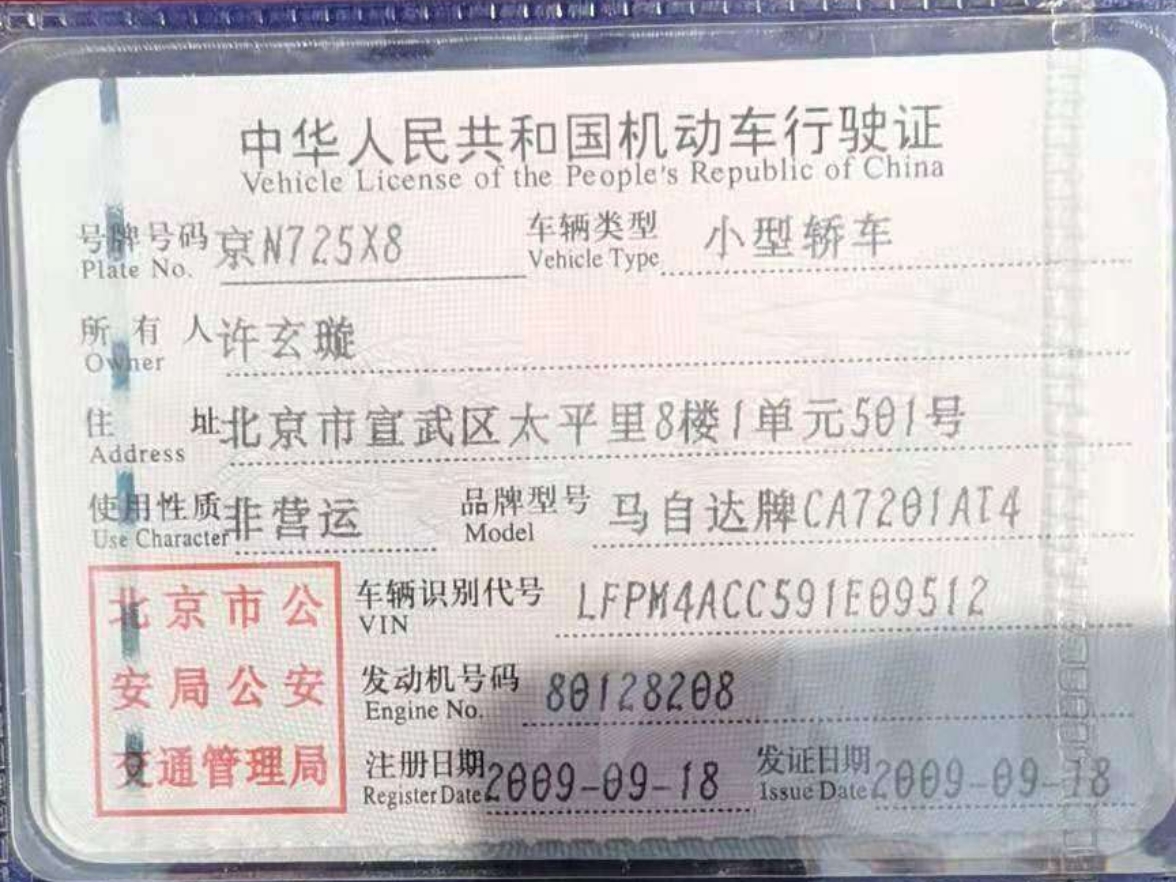 中华人民共和国机动车行驶证
Vehicle License of the People's Republic of China
号牌号码 京N725X8 车辆类型 小型轿车
Plate No. Vehicle Type
所有人 许玄璇
Owner
住址 北京市宣武区太平里8楼1单元501号
Address
使用性质 非营运 品牌型号 马自达牌CA7201AT4
Use Character Model
车辆识别代号 LFPM4ACC591E09512
VIN
发动机号码 80128208
Engine No.
注册日期 2009-09-18 发证日期 2009-09-18
Register Date Issue Date
北京市公
安局公安
交通管理局